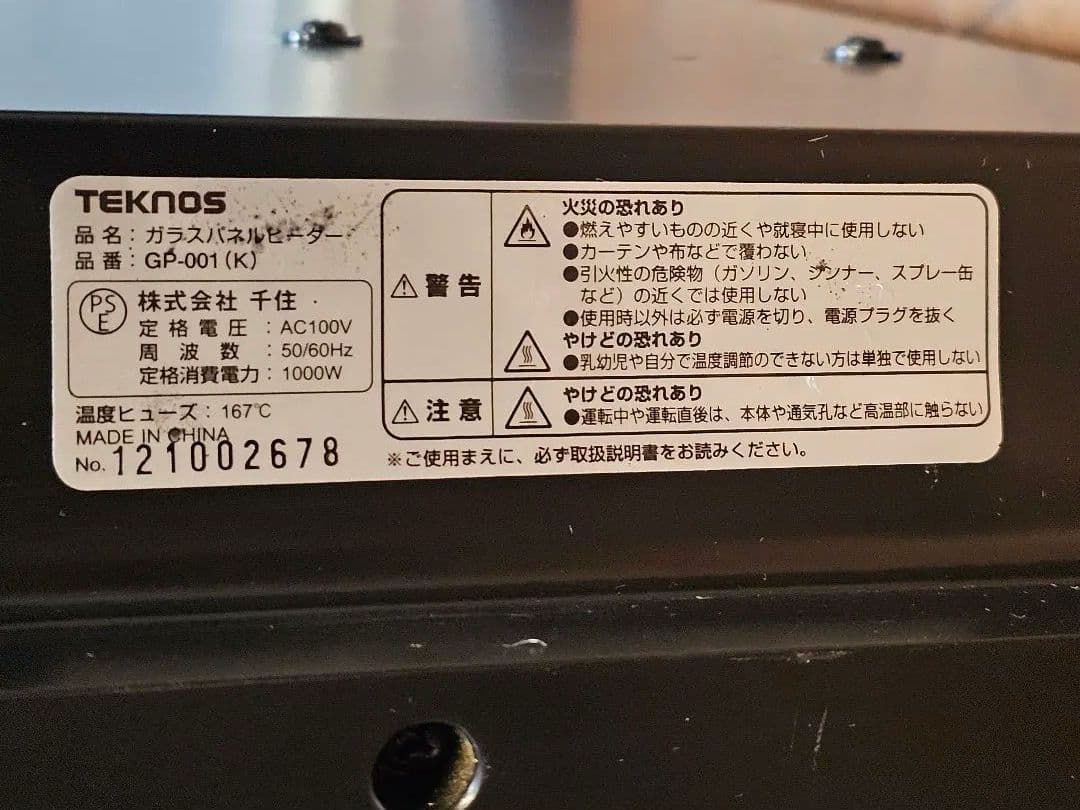 TEKNOS
品名：ガラスパネルヒーター
品番：GP-001(K)
PSE
株式会社 千住
定格電圧：AC100V
周波数：50/60Hz
定格消費電力：1000W
温度ヒューズ：167℃
MADE IN CHINA
No. 121002678
⚠警告
火災の恐れあり
●燃えやすいものの近くや就寝中に使用しない
●カーテンや布などで覆わない
●引火性の危険物（ガソリン、シンナー、スプレー缶
など）の近くでは使用しない
●使用時以外は必ず電源を切り、電源プラグを抜く
やけどの恐れあり
●乳幼児や自分で温度調節のできない方は単独で使用しない
⚠注意
やけどの恐れあり
●運転中や運転直後は、本体や通気孔など高温部に触らない
※ご使用まえに、必ず取扱説明書をお読みください。